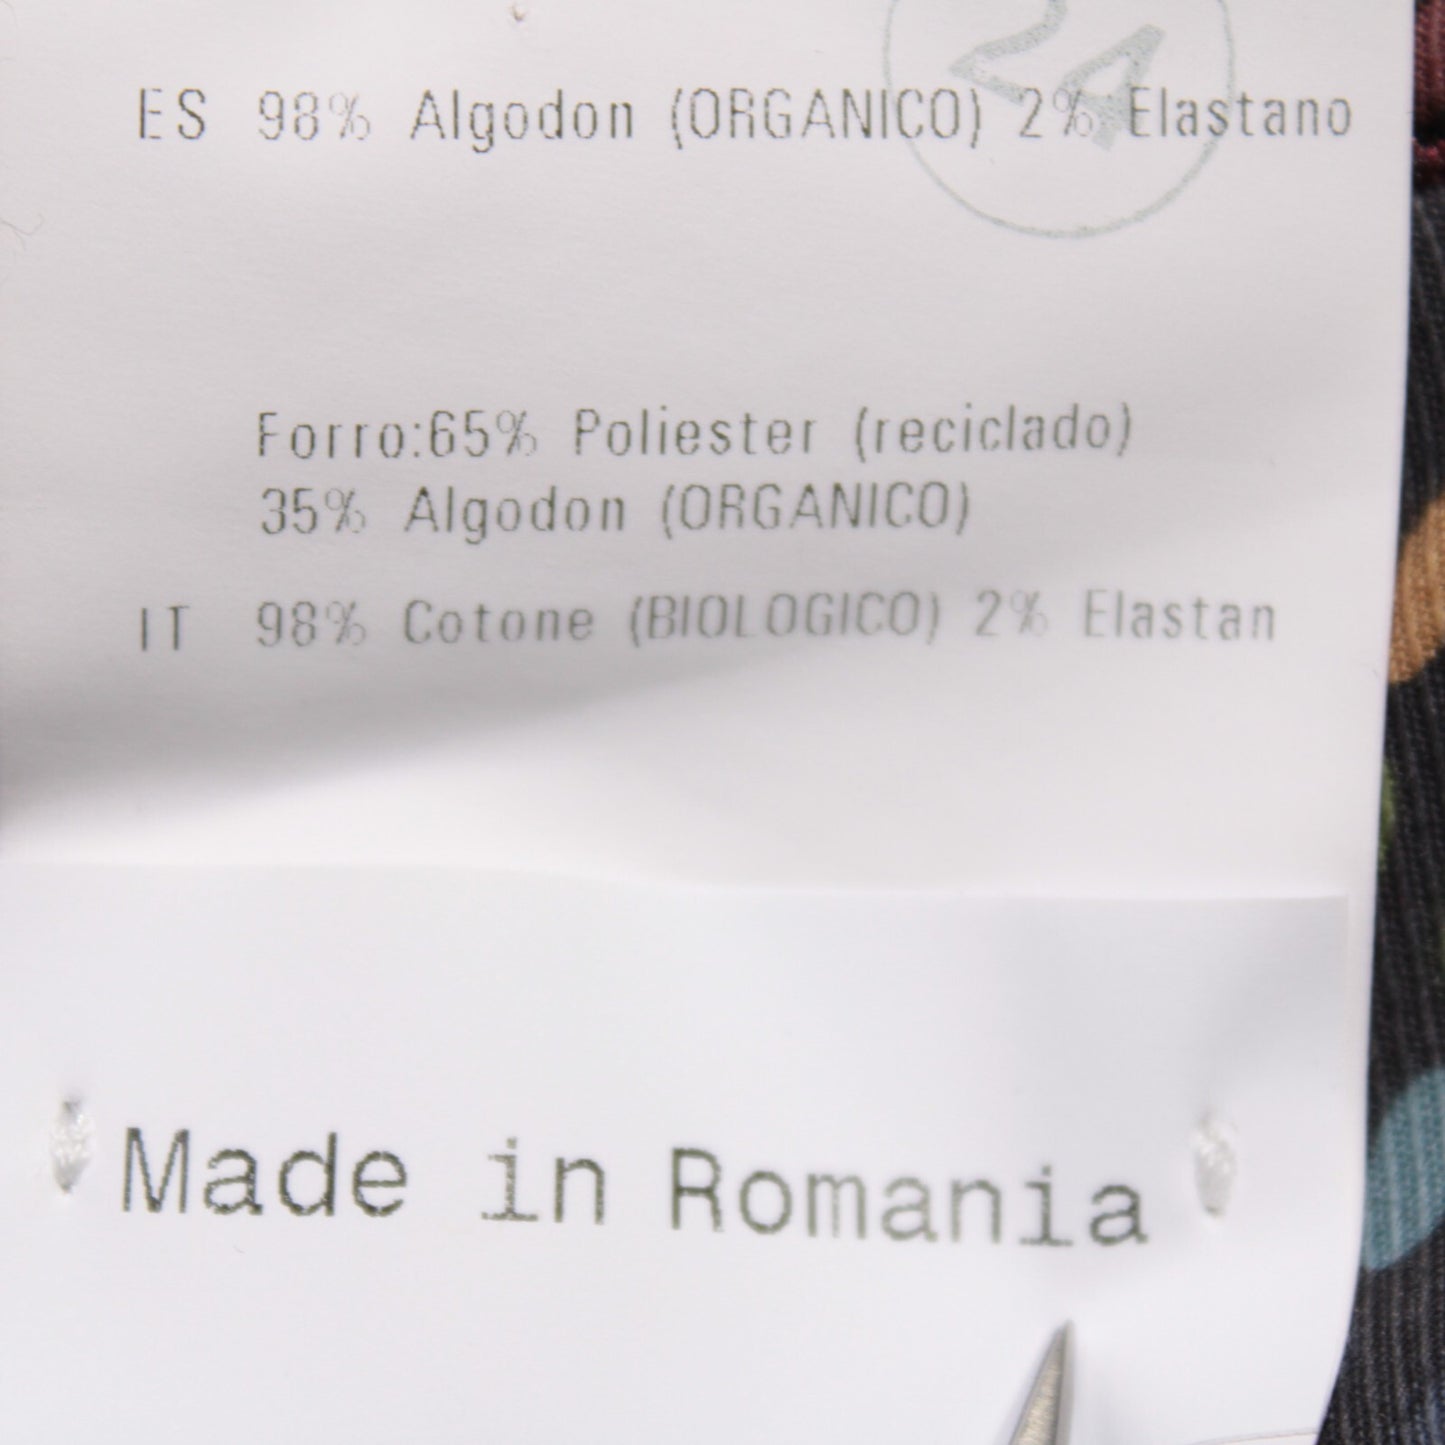 24
ES 98% Algodon (ORGANICO) 2% Elastano
Forro:65% Poliester (reciclado)
35% Algodon (ORGANICO)
IT 98% Cotone (BIOLOGICO) 2% Elastan
Made in Romania